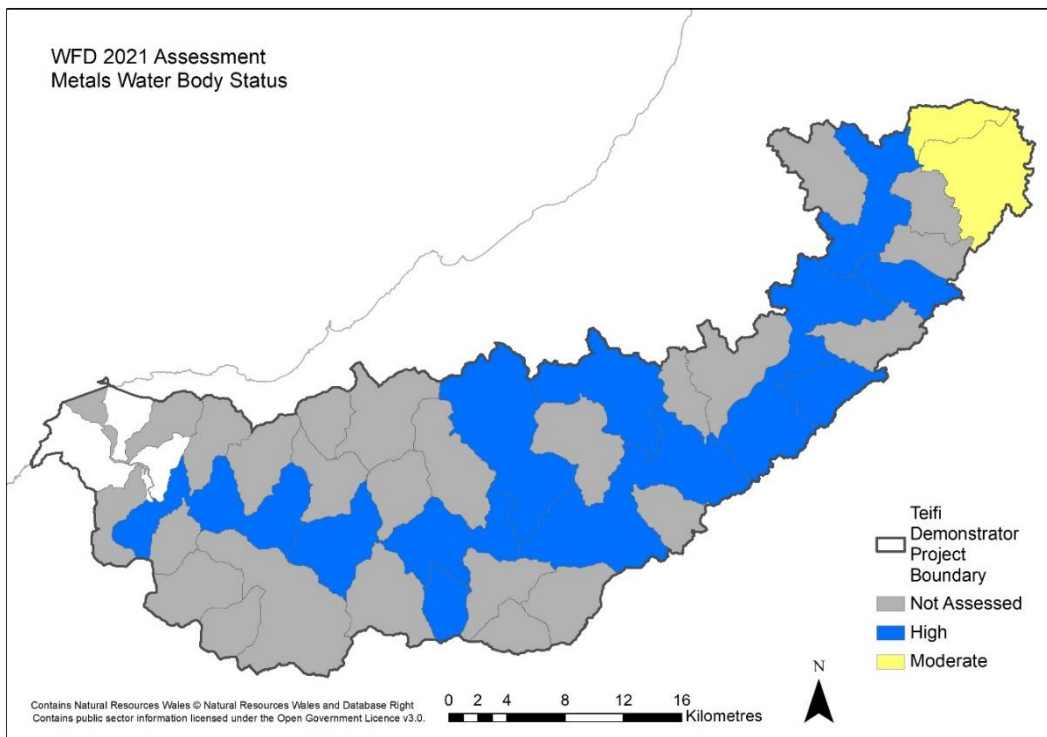 WFD 2021 Assessment
Metals Water Body Status
Teifi
Demonstrator
Project
Boundary
Not Assessed
High
Moderate
N
0 2 4 8 12 16
Kilometres
Contains Natural Resources Wales © Natural Resources Wales and Database Right
Contains public sector information licensed under the Open Government Licence v3.0.